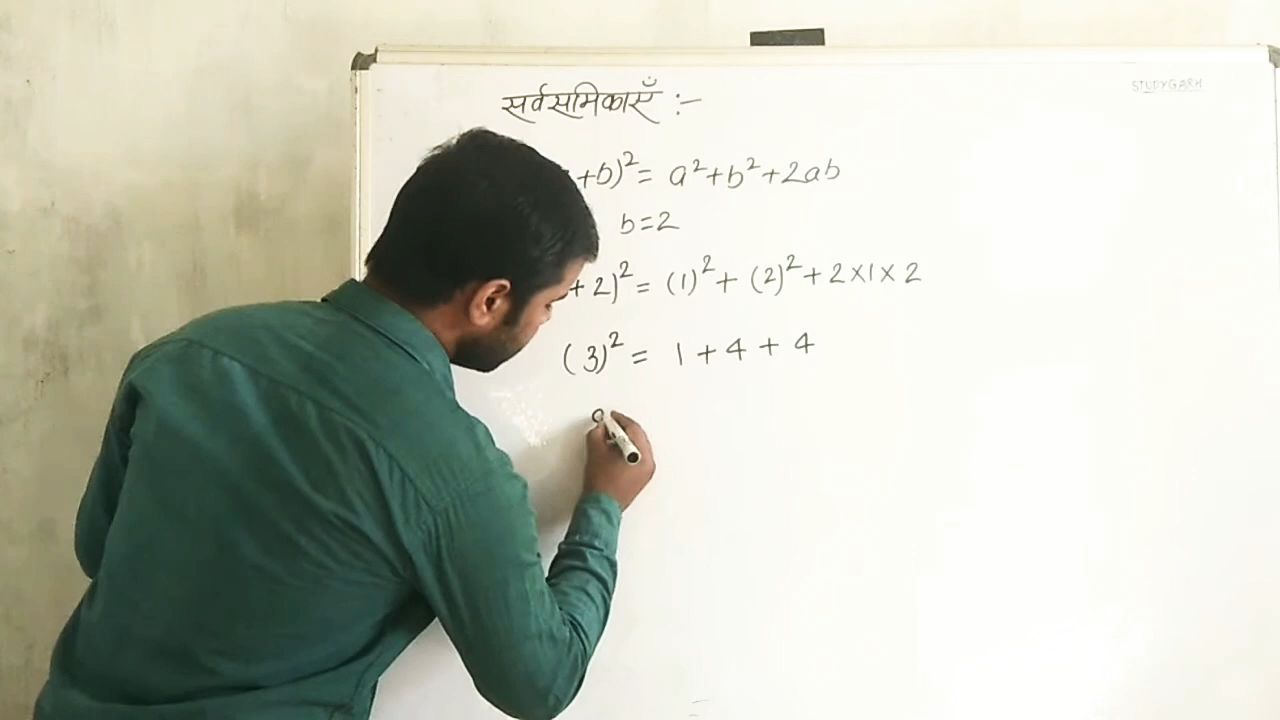 सर्वसमिकाएँ :-
STUDYGARH
+b)² = a²+b²+2ab
b=2
+2)² = (1)² + (2)² + 2×1×2
(3)² = 1+4+4
9